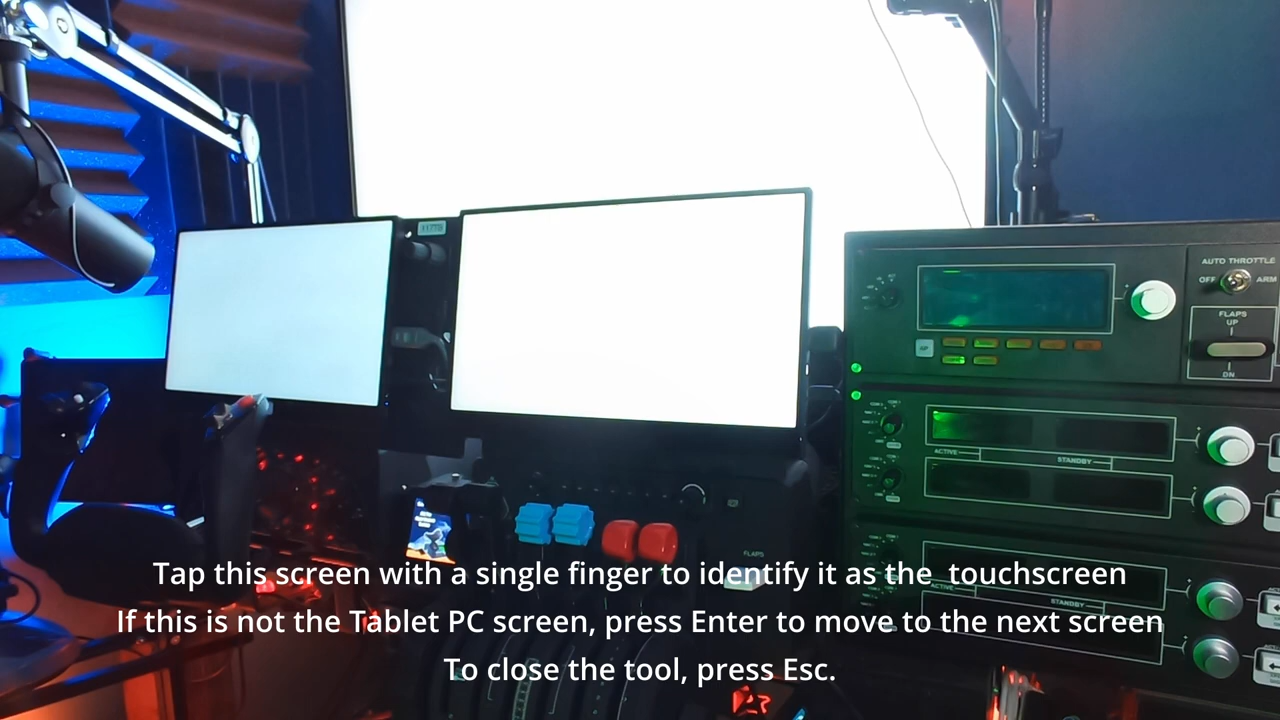 AUTO THROTTLE
OFF ARM
FLAPS
UP
DN
ACTIVE STANDBY
FLAPS
ACTIVE STANDBY
Tap this screen with a single finger to identify it as the  touchscreen
If this is not the Tablet PC screen, press Enter to move to the next screen
To close the tool, press Esc.